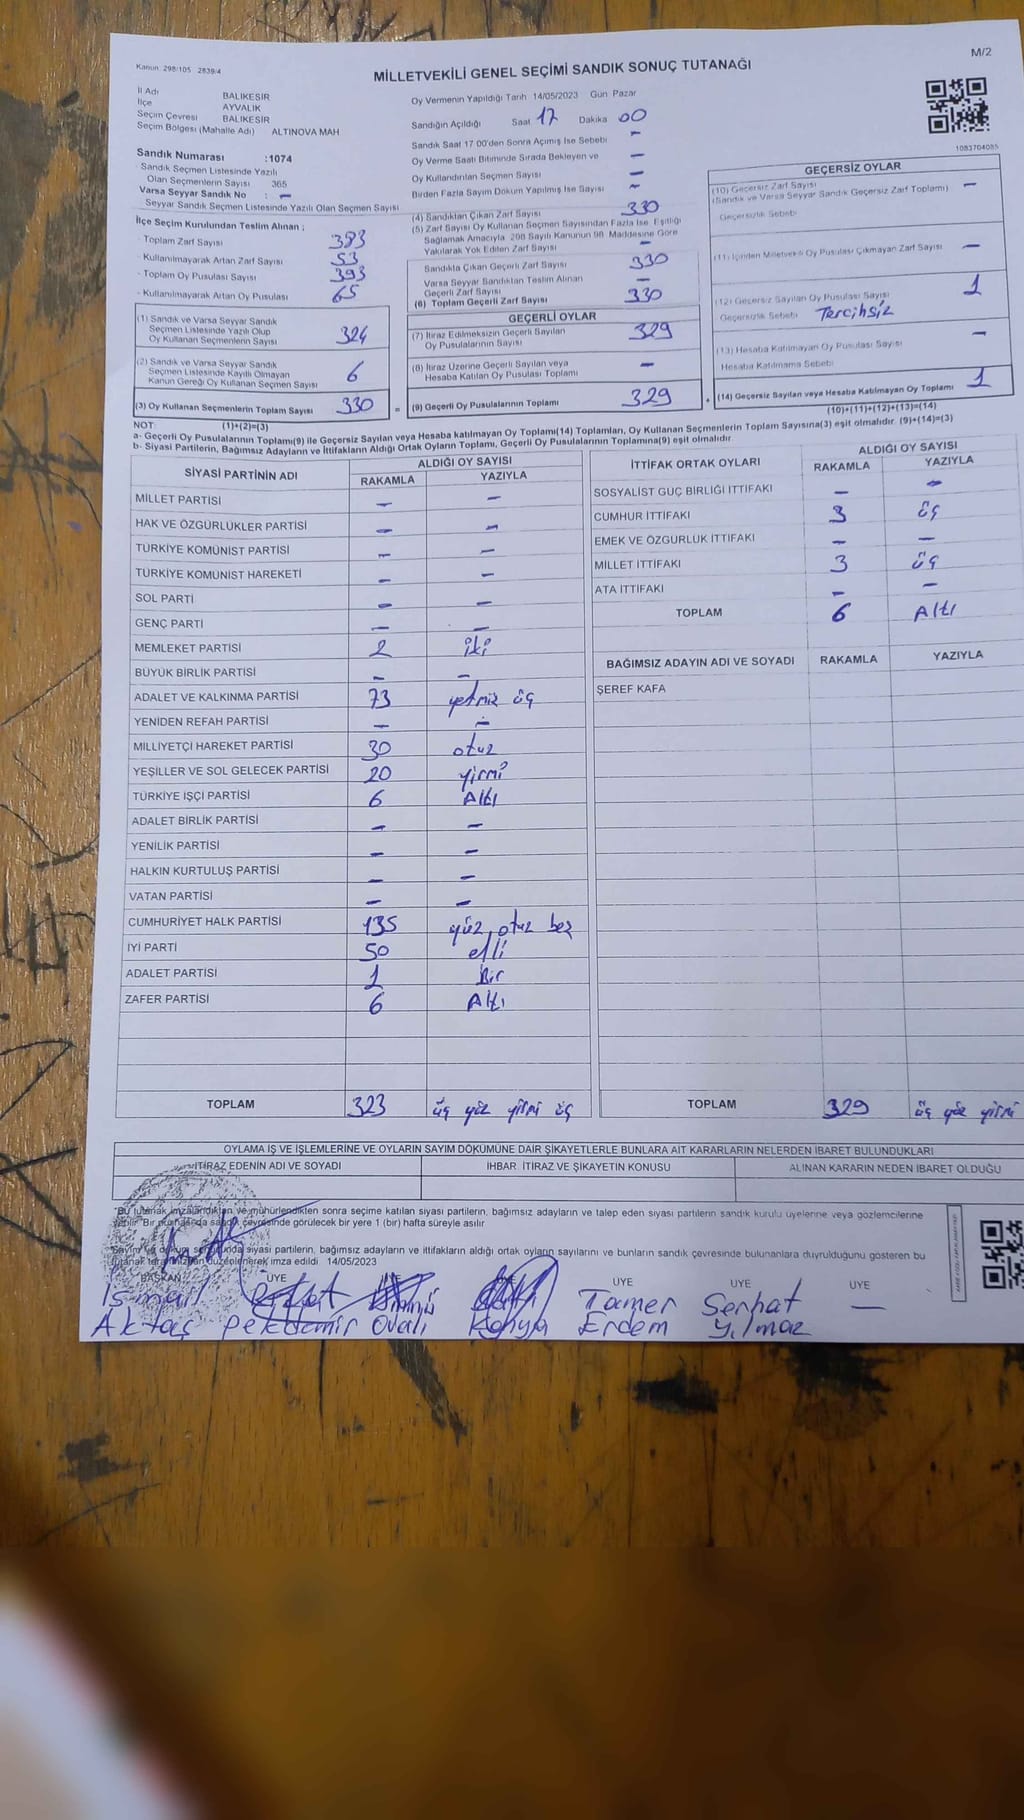 M/2
Kanun 298/105 2839/4
MİLLETVEKİLİ GENEL SEÇİMİ SANDIK SONUÇ TUTANAĞI
İl Adı BALIKESİR
İlçe AYVALIK
Seçim Çevresi BALIKESİR
Seçim Bölgesi (Mahalle Adı) ALTINOVA MAH
Sandık Numarası :1074
Sandık Seçmen Listesinde Yazılı
Olan Seçmenlerin Sayısı 365
Varsa Seyyar Sandık No : –
Seyyar Sandık Seçmen Listesinde Yazılı Olan Seçmen Sayısı
İlçe Seçim Kurulundan Teslim Alınan ;
- Toplam Zarf Sayısı 383
- Kullanılmayarak Artan Zarf Sayısı 53
- Toplam Oy Pusulası Sayısı 393
- Kullanılmayarak Artan Oy Pusulası 65
(1) Sandık ve Varsa Seyyar Sandık
Seçmen Listesinde Yazılı Olup
Oy Kullanan Seçmenlerin Sayısı 324
(2) Sandık ve Varsa Seyyar Sandık
Seçmen Listesinde Kayıtlı Olmayan
Kanun Gereği Oy Kullanan Seçmen Sayısı 6
(3) Oy Kullanan Seçmenlerin Toplam Sayısı 330 =
Oy Vermenin Yapıldığı Tarih 14/05/2023 Gün Pazar
Sandığın Açıldığı Saat 17 Dakika 00
Sandık Saat 17 00'den Sonra Açılmış İse Sebebi –
Oy Verme Saati Bitiminde Sırada Bekleyen ve –
Oy Kullandırılan Seçmen Sayısı –
Birden Fazla Sayım Döküm Yapılmış İse Sayısı –
(4) Sandıktan Çıkan Zarf Sayısı 330
(5) Zarf Sayısı Oy Kullanan Seçmen Sayısından Fazla İse, Eşitliği
Sağlamak Amacıyla 298 Sayılı Kanunun 98. Maddesine Göre
Yakılarak Yok Edilen Zarf Sayısı –
Sandıkta Çıkan Geçerli Zarf Sayısı 330
Varsa Seyyar Sandıktan Teslim Alınan
Geçerli Zarf Sayısı –
(6) Toplam Geçerli Zarf Sayısı 330
GEÇERLİ OYLAR
(7) İtiraz Edilmeksizin Geçerli Sayılan
Oy Pusulalarının Sayısı 329
(8) İtiraz Üzerine Geçerli Sayılan veya
Hesaba Katılan Oy Pusulası Toplamı –
(9) Geçerli Oy Pusulalarının Toplamı 329 +
1083704085
GEÇERSİZ OYLAR
(10) Geçersiz Zarf Sayısı –
(Sandık ve Varsa Seyyar Sandık Geçersiz Zarf Toplamı)
Geçersizlik Sebebi
(11) İçinden Milletvekili Oy Pusulası Çıkmayan Zarf Sayısı –
(12) Geçersiz Sayılan Oy Pusulası Sayısı 1
Geçersizlik Sebebi Tercihsiz
(13) Hesaba Katılmayan Oy Pusulası Sayısı –
Hesaba Katılmama Sebebi
(14) Geçersiz Sayılan veya Hesaba Katılmayan Oy Toplamı 1
NOT: (1)+(2)=(3) (10)+(11)+(12)+(13)=(14)
a- Geçerli Oy Pusulalarının Toplamı(9) ile Geçersiz Sayılan veya Hesaba katılmayan Oy Toplamı(14) Toplamları, Oy Kullanan Seçmenlerin Toplam Sayısına(3) eşit olmalıdır (9)+(14)=(3)
b- Siyasi Partilerin, Bağımsız Adayların ve İttifakların Aldığı Ortak Oyların Toplamı, Geçerli Oy Pusulalarının Toplamına(9) eşit olmalıdır
SİYASİ PARTİNİN ADI ALDIĞI OY SAYISI
RAKAMLA YAZIYLA
MİLLET PARTİSİ – –
HAK VE ÖZGÜRLÜKLER PARTİSİ – –
TÜRKİYE KOMÜNİST PARTİSİ – –
TÜRKİYE KOMÜNİST HAREKETİ – –
SOL PARTİ – –
GENÇ PARTİ – –
MEMLEKET PARTİSİ 2 iki
BÜYÜK BİRLİK PARTİSİ – –
ADALET VE KALKINMA PARTİSİ 73 yetmiş üç
YENİDEN REFAH PARTİSİ – –
MİLLİYETÇİ HAREKET PARTİSİ 30 otuz
YEŞİLLER VE SOL GELECEK PARTİSİ 20 yirmi
TÜRKİYE İŞÇİ PARTİSİ 6 Altı
ADALET BİRLİK PARTİSİ – –
YENİLİK PARTİSİ – –
HALKIN KURTULUŞ PARTİSİ – –
VATAN PARTİSİ – –
CUMHURİYET HALK PARTİSİ 135 yüz otuz beş
İYİ PARTİ 50 elli
ADALET PARTİSİ 1 Bir
ZAFER PARTİSİ 6 Altı
TOPLAM 323 üç yüz yirmi üç
İTTİFAK ORTAK OYLARI ALDIĞI OY SAYISI
RAKAMLA YAZIYLA
SOSYALİST GÜÇ BİRLİĞİ İTTİFAKI – –
CUMHUR İTTİFAKI 3 üç
EMEK VE ÖZGÜRLÜK İTTİFAKI – –
MİLLET İTTİFAKI 3 üç
ATA İTTİFAKI – –
TOPLAM 6 Altı
BAĞIMSIZ ADAYIN ADI VE SOYADI RAKAMLA YAZIYLA
ŞEREF KAFA
TOPLAM 329 üç yüz yirmi
OYLAMA İŞ VE İŞLEMLERİNE VE OYLARIN SAYIM DÖKÜMÜNE DAİR ŞİKAYETLERLE BUNLARA AİT KARARLARIN NELERDEN İBARET BULUNDUKLARI
İTİRAZ EDENİN ADI VE SOYADI İHBAR, İTİRAZ VE ŞİKAYETİN KONUSU ALINAN KARARIN NEDEN İBARET OLDUĞU
"Bu tutanak imzalandıktan ve mühürlendikten sonra seçime katılan siyasi partilerin, bağımsız adayların ve talep eden siyasi partilerin sandık kurulu üyelerine veya gözlemcilerine
verilir "Bir nüshası da sandık çevresinde görülecek bir yere 1 (bir) hafta süreyle asılır
Sayım ve döküm sonucunda siyasi partilerin, bağımsız adayların ve ittifakların aldığı ortak oyların sayılarını ve bunların sandık çevresinde bulunanlara duyrulduğunu gösteren bu
tutanak tarafımızdan düzenlenerek imza edildi 14/05/2023
BAŞKAN ÜYE ÜYE ÜYE ÜYE ÜYE
İsmail Tamer Serhat –
Aktaş Pekdemir Ovalı Konya Erdem Yılmaz